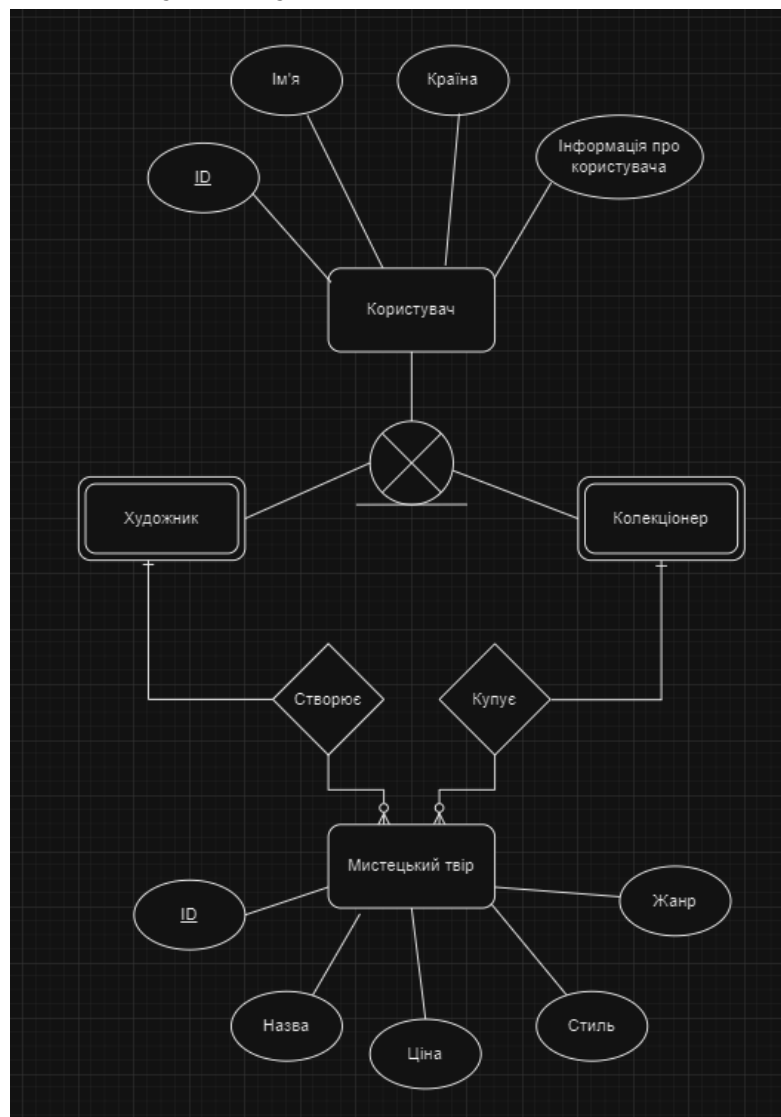 Ім'я
Країна
Інформація про
користувача
ID
Користувач
Художник
Колекціонер
Створює
Купує
Мистецький твір
Жанр
ID
Назва
Ціна
Стиль